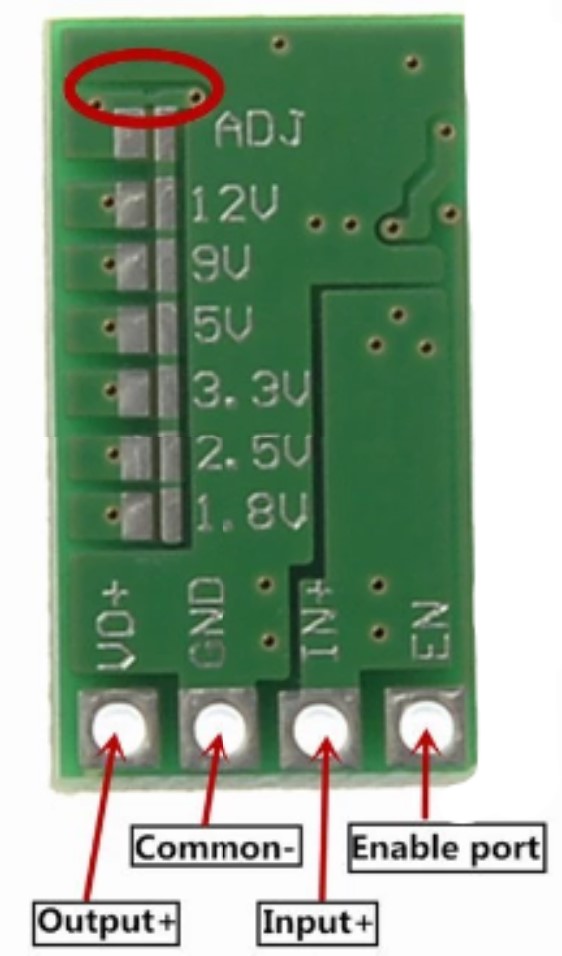 ADJ
12V
9V
5V
3.3V
2.5V
1.8V
VO+
GND
IN+
EN
Common-
Enable port
Output+
Input+